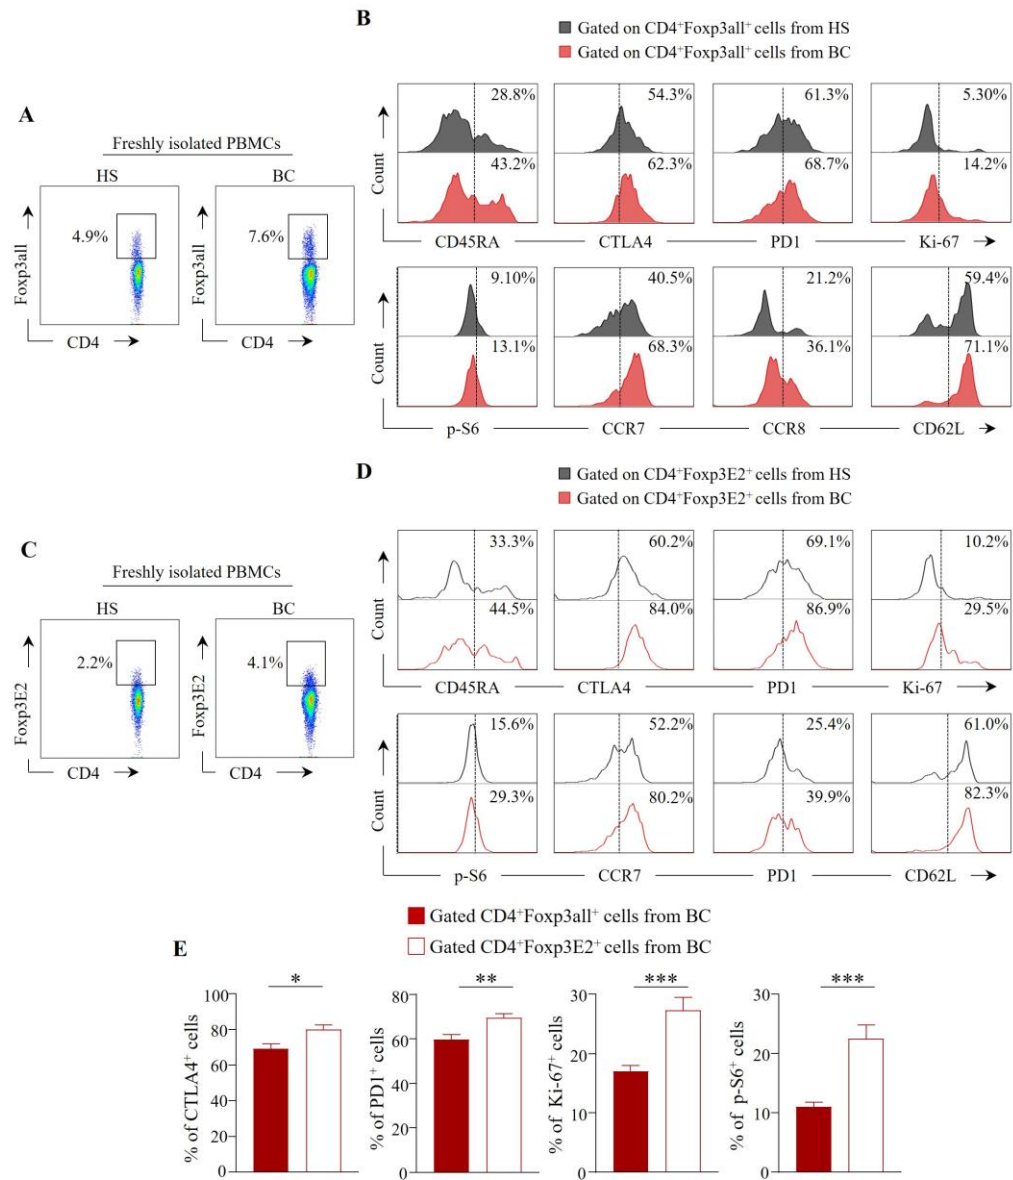 A
Freshly isolated PBMCs
HS
BC
4.9%
7.6%
Foxp3all
Foxp3all
CD4
CD4
B
Gated on CD4⁺Foxp3all⁺ cells from HS
Gated on CD4⁺Foxp3all⁺ cells from BC
28.8%
54.3%
61.3%
5.30%
43.2%
62.3%
68.7%
14.2%
Count
CD45RA
CTLA4
PD1
Ki-67
9.10%
40.5%
21.2%
59.4%
13.1%
68.3%
36.1%
71.1%
Count
p-S6
CCR7
CCR8
CD62L
C
Freshly isolated PBMCs
HS
BC
2.2%
4.1%
Foxp3E2
Foxp3E2
CD4
CD4
D
Gated on CD4⁺Foxp3E2⁺ cells from HS
Gated on CD4⁺Foxp3E2⁺ cells from BC
33.3%
60.2%
69.1%
10.2%
44.5%
84.0%
86.9%
29.5%
Count
CD45RA
CTLA4
PD1
Ki-67
15.6%
52.2%
25.4%
61.0%
29.3%
80.2%
39.9%
82.3%
Count
p-S6
CCR7
PD1
CD62L
E
Gated CD4⁺Foxp3all⁺ cells from BC
Gated CD4⁺Foxp3E2⁺ cells from BC
% of CTLA4⁺ cells
100
80
60
40
20
0
*
% of PD1⁺ cells
80
60
40
20
0
**
% of Ki-67⁺ cells
30
20
10
0
***
% of p-S6⁺ cells
30
20
10
0
***